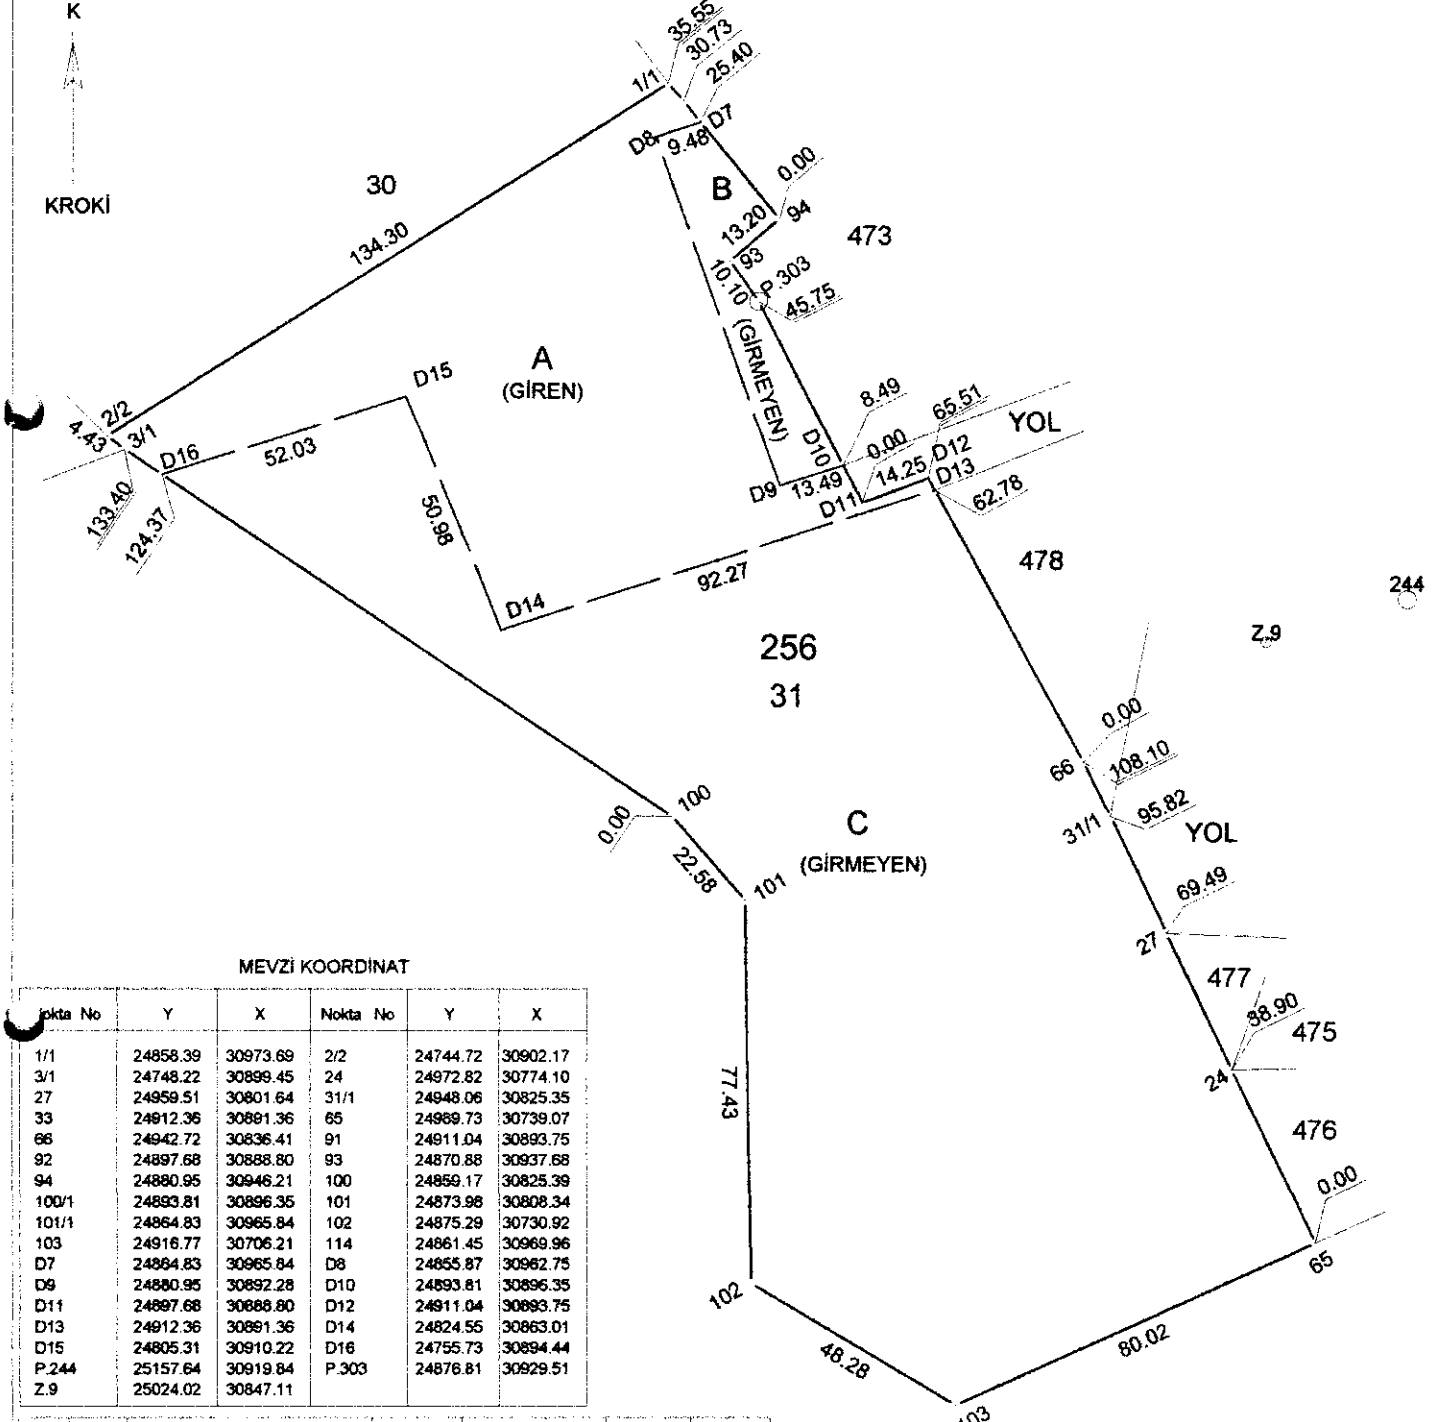 K
KROKİ
35.55
30.73
25.40
1/1
D7
D8
9.48
B
0.00
94
13.20
93
473
30
134.30
10.10
P.303
45.75
(GİRMEYEN)
A
(GİREN)
D15
2/2
4.43
3/1
D16
52.03
133.40
124.37
50.98
D14
8.49
65.51
YOL
D10
0.00
D12
14.25
D13
D9
13.49
D11
62.78
92.27
478
244
Z.9
256
31
0.00
66
108.10
95.82
31/1
YOL
100
0.00
22.58
101
C
(GİRMEYEN)
69.49
27
477
38.90
475
24
476
77.43
0.00
65
102
48.28
80.02
103
MEVZİ KOORDİNAT
Nokta No Y X Nokta No Y X
1/1 24858.39 30973.69 2/2 24744.72 30902.17
3/1 24748.22 30899.45 24 24972.82 30774.10
27 24959.51 30801.64 31/1 24948.06 30825.35
33 24912.36 30891.36 65 24989.73 30739.07
66 24942.72 30836.41 91 24911.04 30893.75
92 24897.68 30888.80 93 24870.88 30937.68
94 24880.95 30946.21 100 24859.17 30825.39
100/1 24893.81 30896.35 101 24873.98 30808.34
101/1 24864.83 30965.84 102 24875.29 30730.92
103 24916.77 30706.21 114 24861.45 30969.96
D7 24864.83 30965.84 D8 24855.87 30962.75
D9 24880.95 30892.28 D10 24893.81 30896.35
D11 24897.68 30888.80 D12 24911.04 30893.75
D13 24912.36 30891.36 D14 24824.55 30863.01
D15 24805.31 30910.22 D16 24755.73 30894.44
P.244 25157.64 30919.84 P.303 24876.81 30929.51
Z.9 25024.02 30847.11